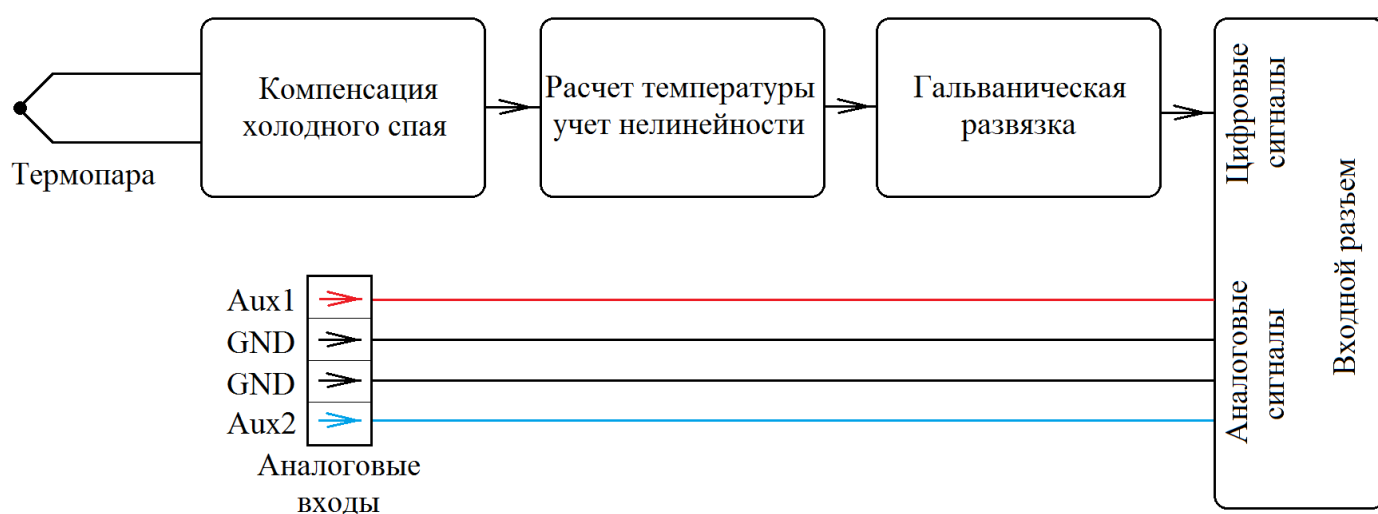 Термопара
Компенсация
холодного спая
Расчет температуры
учет нелинейности
Гальваническая
развязка
Цифровые
сигналы
Входной разъем
Аналоговые
сигналы
Aux1
GND
GND
Aux2
Аналоговые
входы